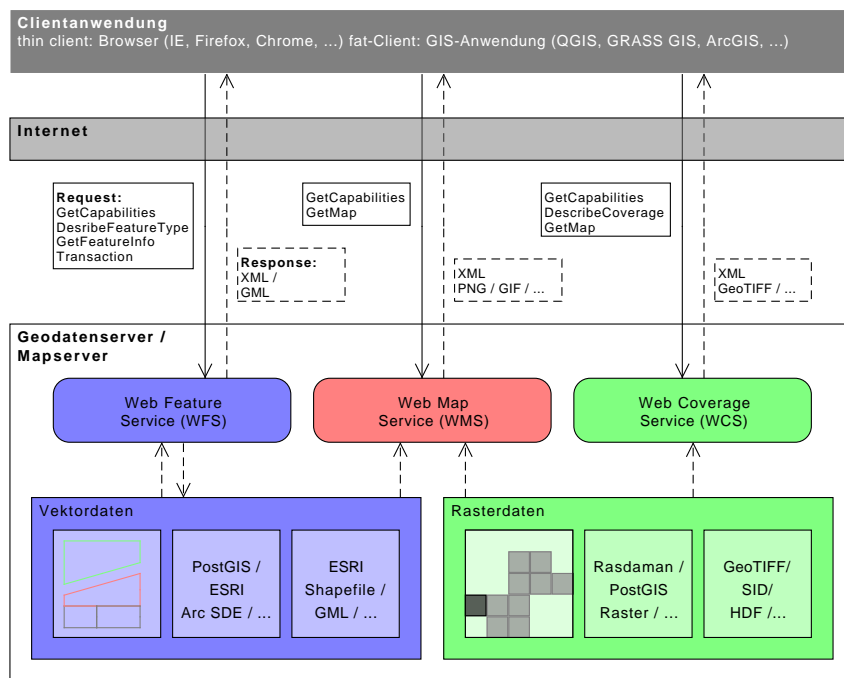 Clientanwendung
thin client: Browser (IE, Firefox, Chrome, ...) fat-Client: GIS-Anwendung (QGIS, GRASS GIS, ArcGIS, ...)
Internet
Request:
GetCapabilities
DesribeFeatureType
GetFeatureInfo
Transaction
Response:
XML /
GML
GetCapabilities
GetMap
XML
PNG / GIF / ...
GetCapabilities
DescribeCoverage
GetMap
XML
GeoTIFF / ...
Geodatenserver /
Mapserver
Web Feature
Service (WFS)
Web Map
Service (WMS)
Web Coverage
Service (WCS)
Vektordaten
PostGIS /
ESRI
Arc SDE / ...
ESRI
Shapefile /
GML / ...
Rasterdaten
Rasdaman /
PostGIS
Raster / ...
GeoTIFF/
SID/
HDF /...